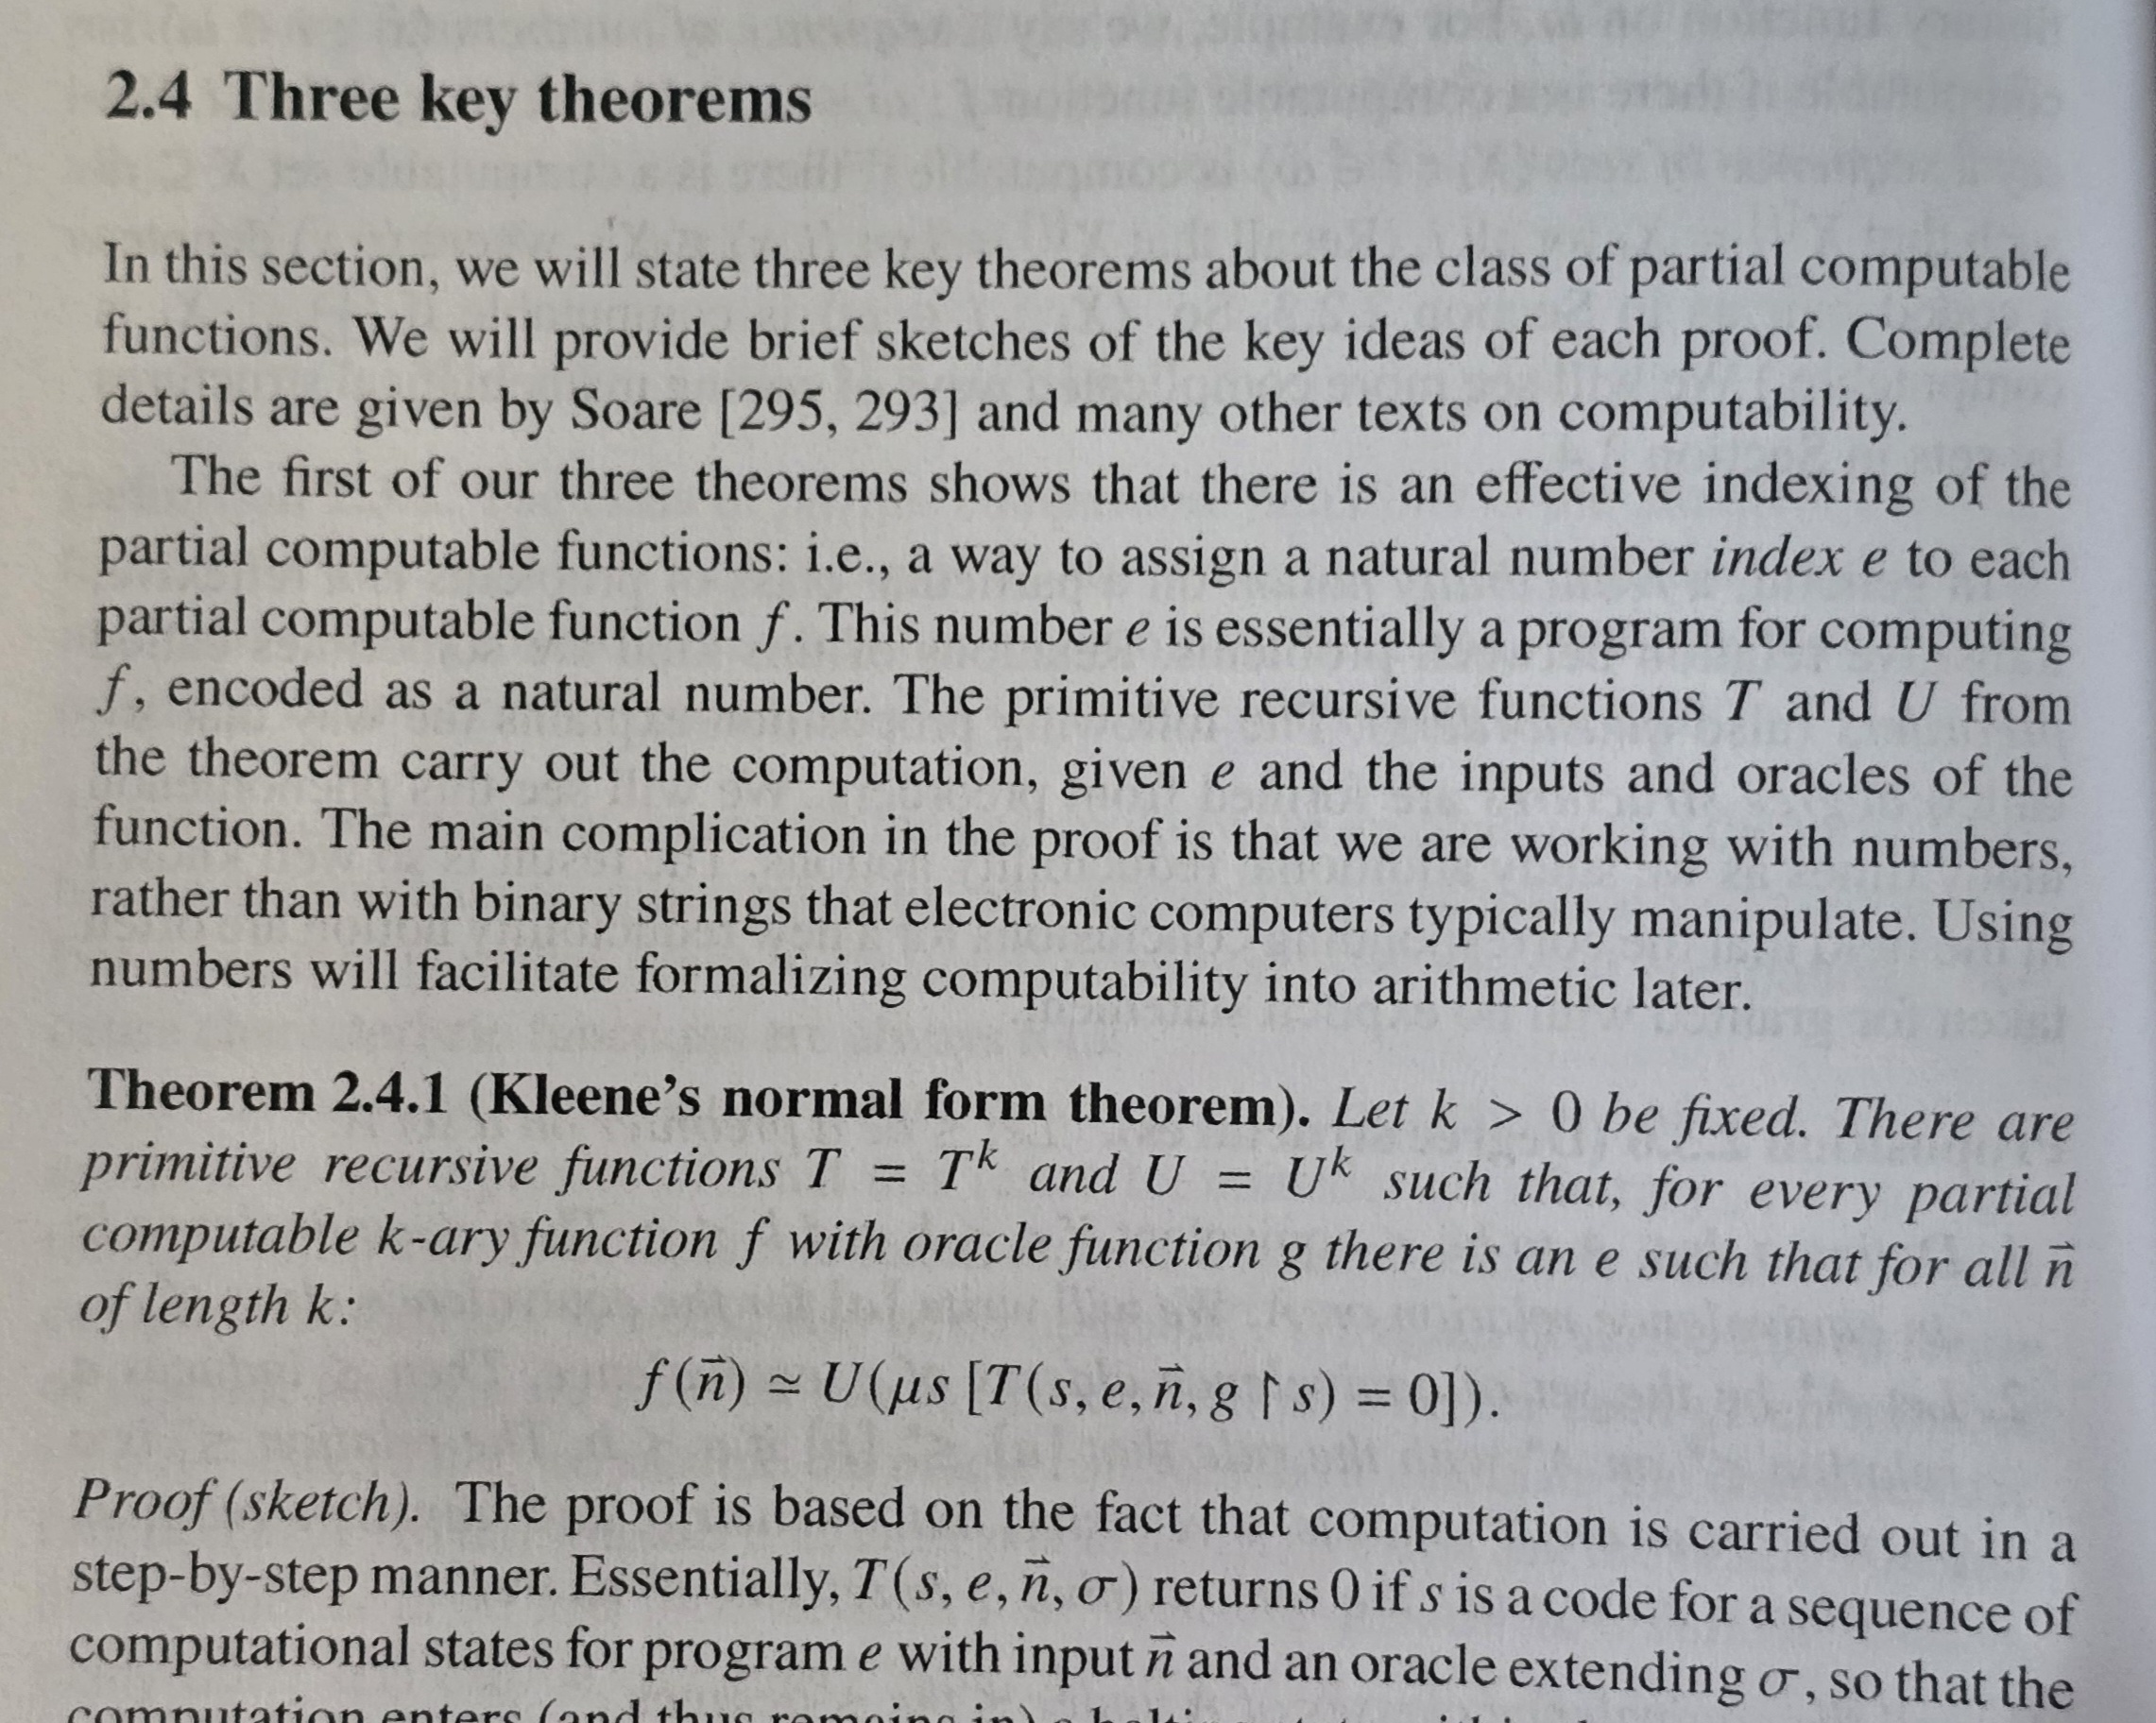 2.4 Three key theorems
In this section, we will state three key theorems about the class of partial computable
functions. We will provide brief sketches of the key ideas of each proof. Complete
details are given by Soare [295, 293] and many other texts on computability.
The first of our three theorems shows that there is an effective indexing of the
partial computable functions: i.e., a way to assign a natural number index e to each
partial computable function f. This number e is essentially a program for computing
f, encoded as a natural number. The primitive recursive functions T and U from
the theorem carry out the computation, given e and the inputs and oracles of the
function. The main complication in the proof is that we are working with numbers,
rather than with binary strings that electronic computers typically manipulate. Using
numbers will facilitate formalizing computability into arithmetic later.
Theorem 2.4.1 (Kleene's normal form theorem). Let k > 0 be fixed. There are
primitive recursive functions T = Tᵏ and U = Uᵏ such that, for every partial
computable k-ary function f with oracle function g there is an e such that for all n⃗
of length k:
f(n⃗) ≃ U(μs [T(s, e, n⃗, g ↾ s) = 0]).
Proof (sketch). The proof is based on the fact that computation is carried out in a
step-by-step manner. Essentially, T(s, e, n⃗, σ) returns 0 if s is a code for a sequence of
computational states for program e with input n⃗ and an oracle extending σ, so that the
computation enters (and thus remains in) a